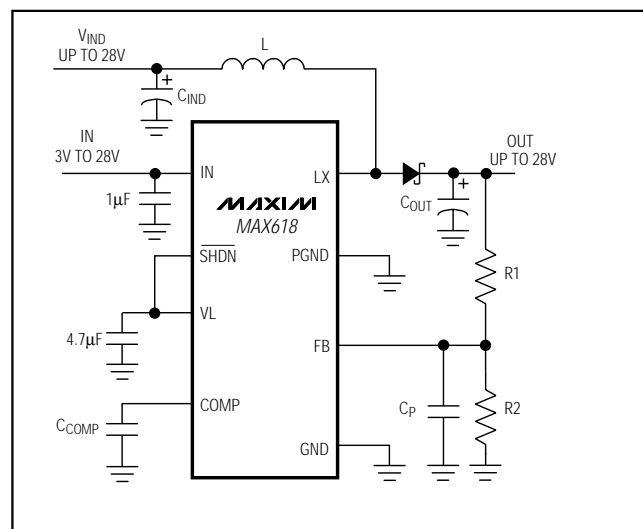 VIND
UP TO 28V
L
CIND
IN
3V TO 28V
OUT
UP TO 28V
IN
LX
1µF
COUT
MAXIM
MAX618
SHDN
PGND
R1
VL
4.7µF
FB
COMP
CP
R2
CCOMP
GND